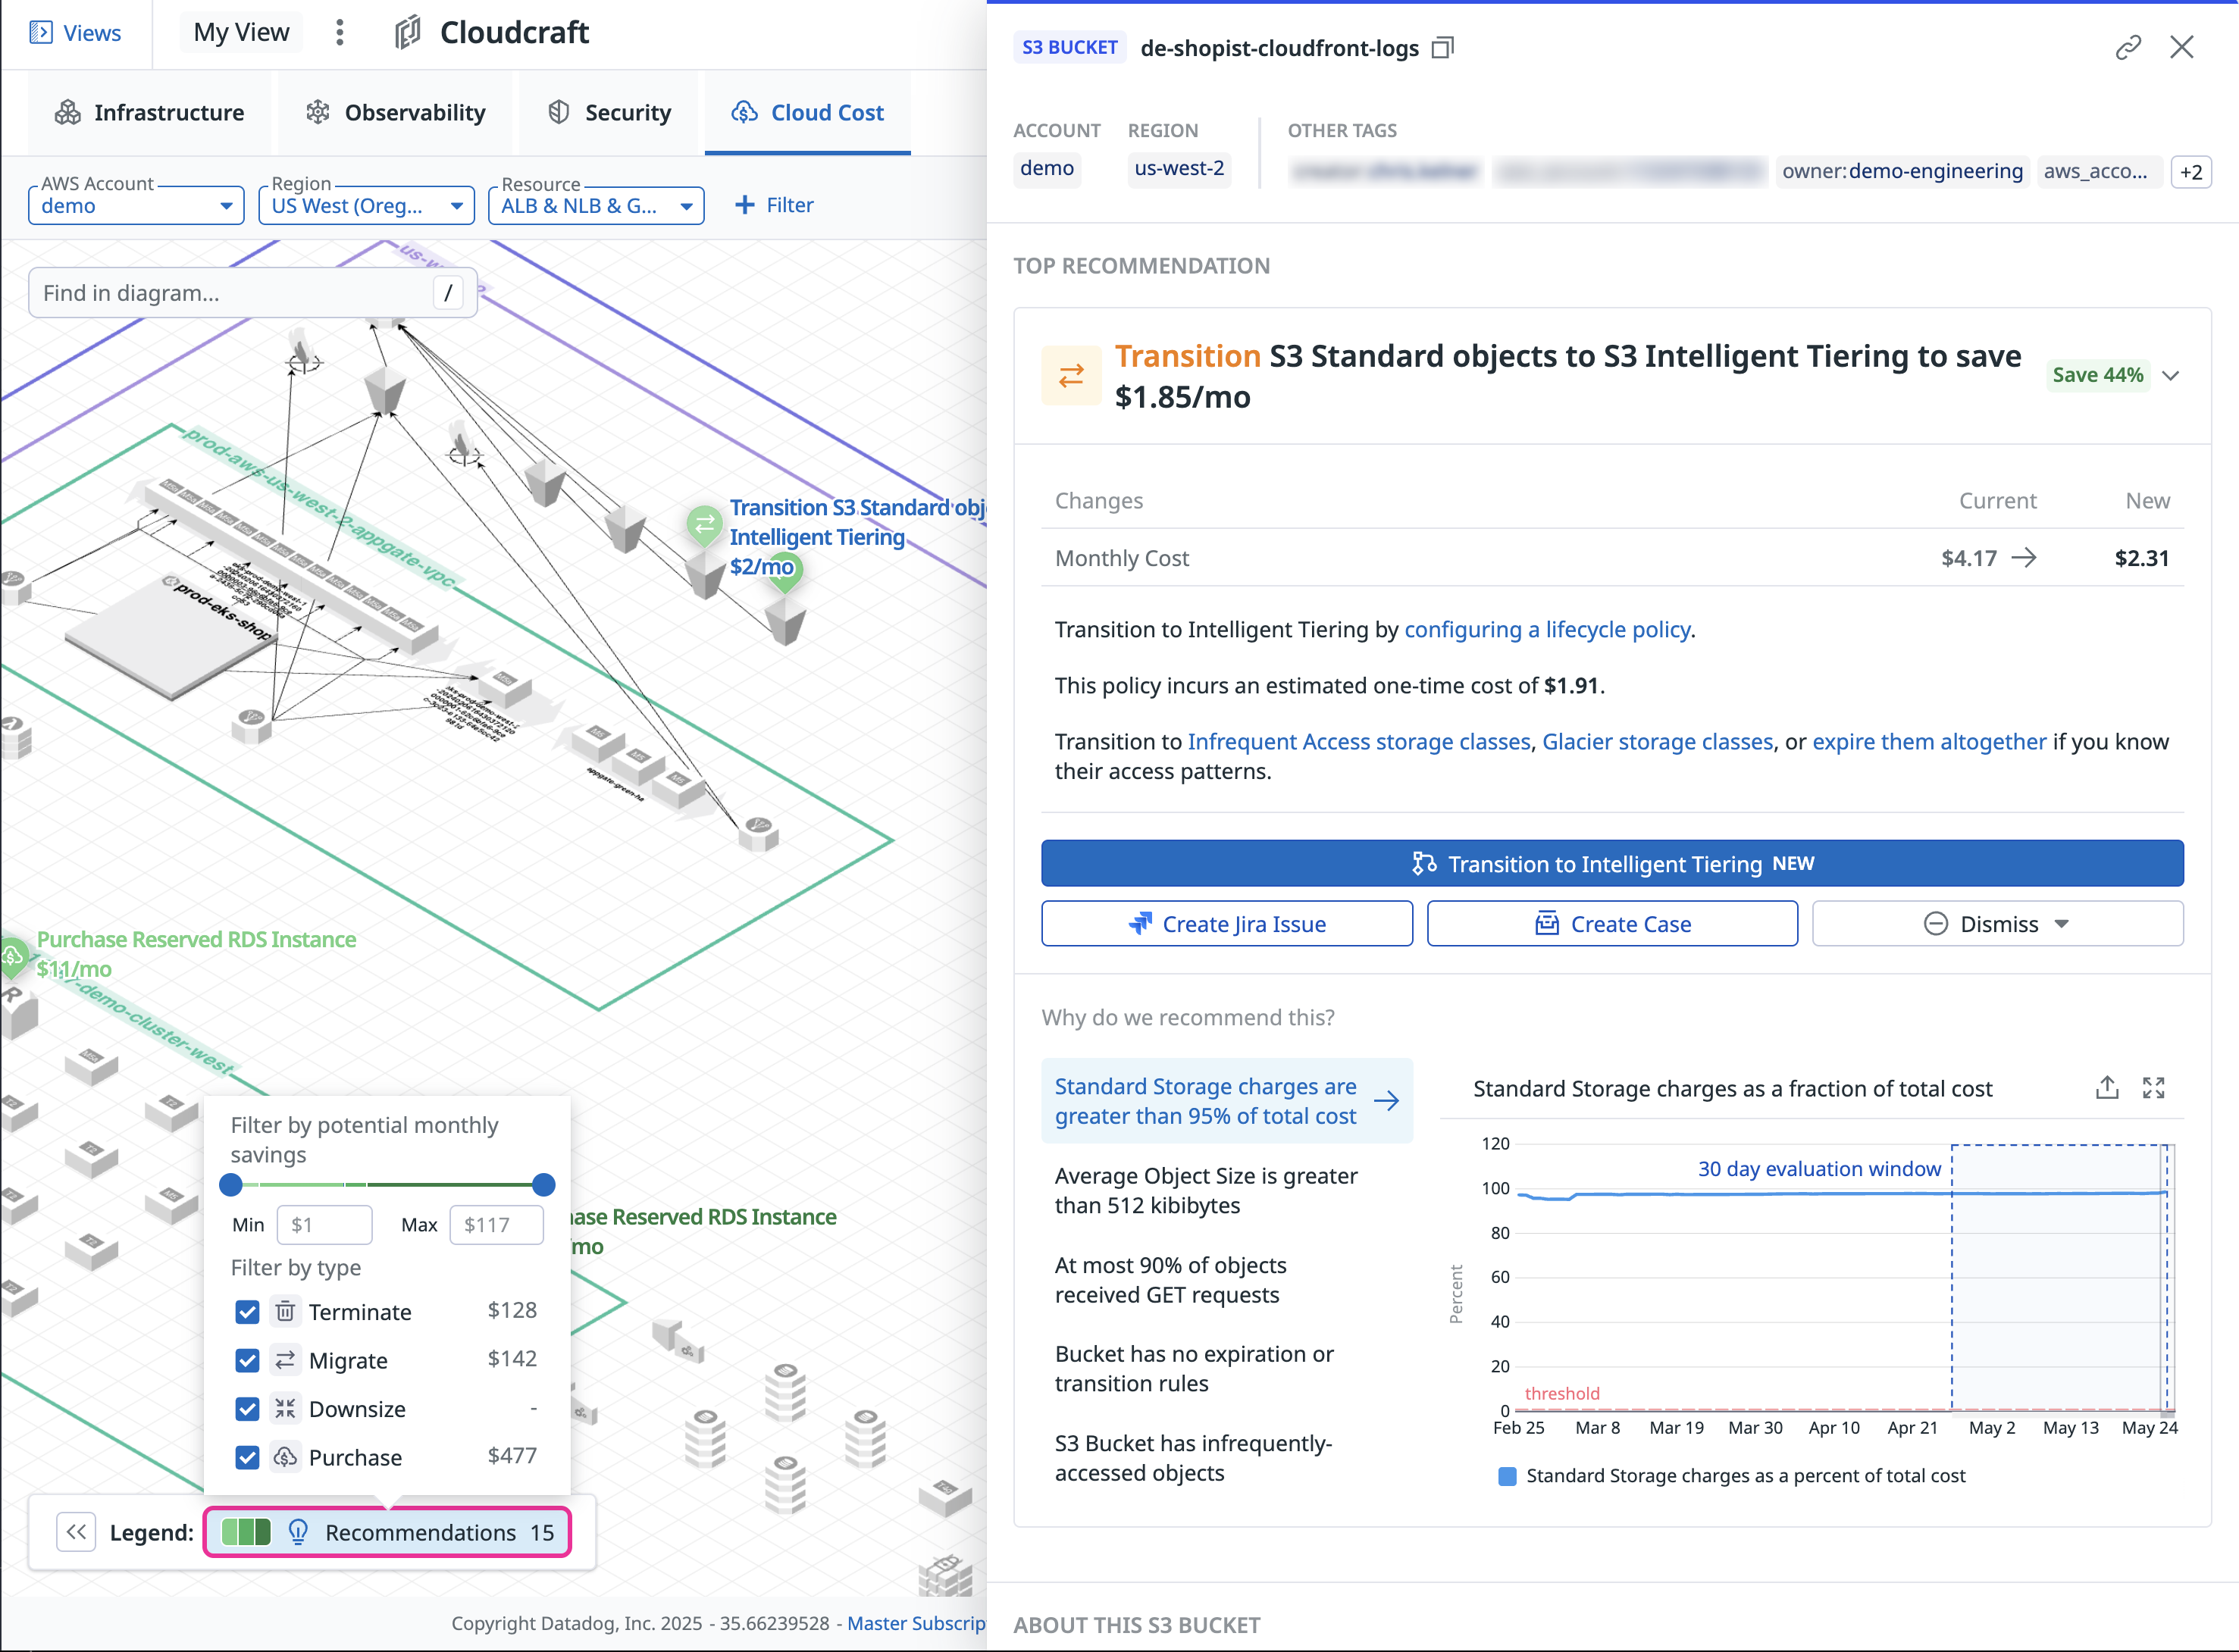 Views
My View
Cloudcraft
Infrastructure
Observability
Security
Cloud Cost
AWS Account
demo
Region
US West (Oreg...
Resource
ALB & NLB & G...
Filter
Find in diagram...
/
prod-aws-us-west-2-appgate-vpc
prod-eks-shop
Transition S3 Standard obj
Intelligent Tiering
$2/mo
appgate-green-ha
Purchase Reserved RDS Instance
$11/mo
-demo-cluster-west
hase Reserved RDS Instance
/mo
Filter by potential monthly
savings
Min
$1
Max
$117
Filter by type
Terminate $128
Migrate $142
Downsize -
Purchase $477
Legend:
Recommendations 15
Copyright Datadog, Inc. 2025 - 35.66239528 - Master Subscrip
S3 BUCKET
de-shopist-cloudfront-logs
ACCOUNT
demo
REGION
us-west-2
OTHER TAGS
owner:demo-engineering
aws_acco...
+2
TOP RECOMMENDATION
Transition S3 Standard objects to S3 Intelligent Tiering to save
$1.85/mo
Save 44%
Changes Current New
Monthly Cost $4.17 → $2.31
Transition to Intelligent Tiering by configuring a lifecycle policy.
This policy incurs an estimated one-time cost of $1.91.
Transition to Infrequent Access storage classes, Glacier storage classes, or expire them altogether if you know
their access patterns.
Transition to Intelligent Tiering NEW
Create Jira Issue
Create Case
Dismiss
Why do we recommend this?
Standard Storage charges are
greater than 95% of total cost
Average Object Size is greater
than 512 kibibytes
At most 90% of objects
received GET requests
Bucket has no expiration or
transition rules
S3 Bucket has infrequently-
accessed objects
Standard Storage charges as a fraction of total cost
Percent
120
100
80
60
40
20
0
30 day evaluation window
threshold
Feb 25 Mar 8 Mar 19 Mar 30 Apr 10 Apr 21 May 2 May 13 May 24
Standard Storage charges as a percent of total cost
ABOUT THIS S3 BUCKET